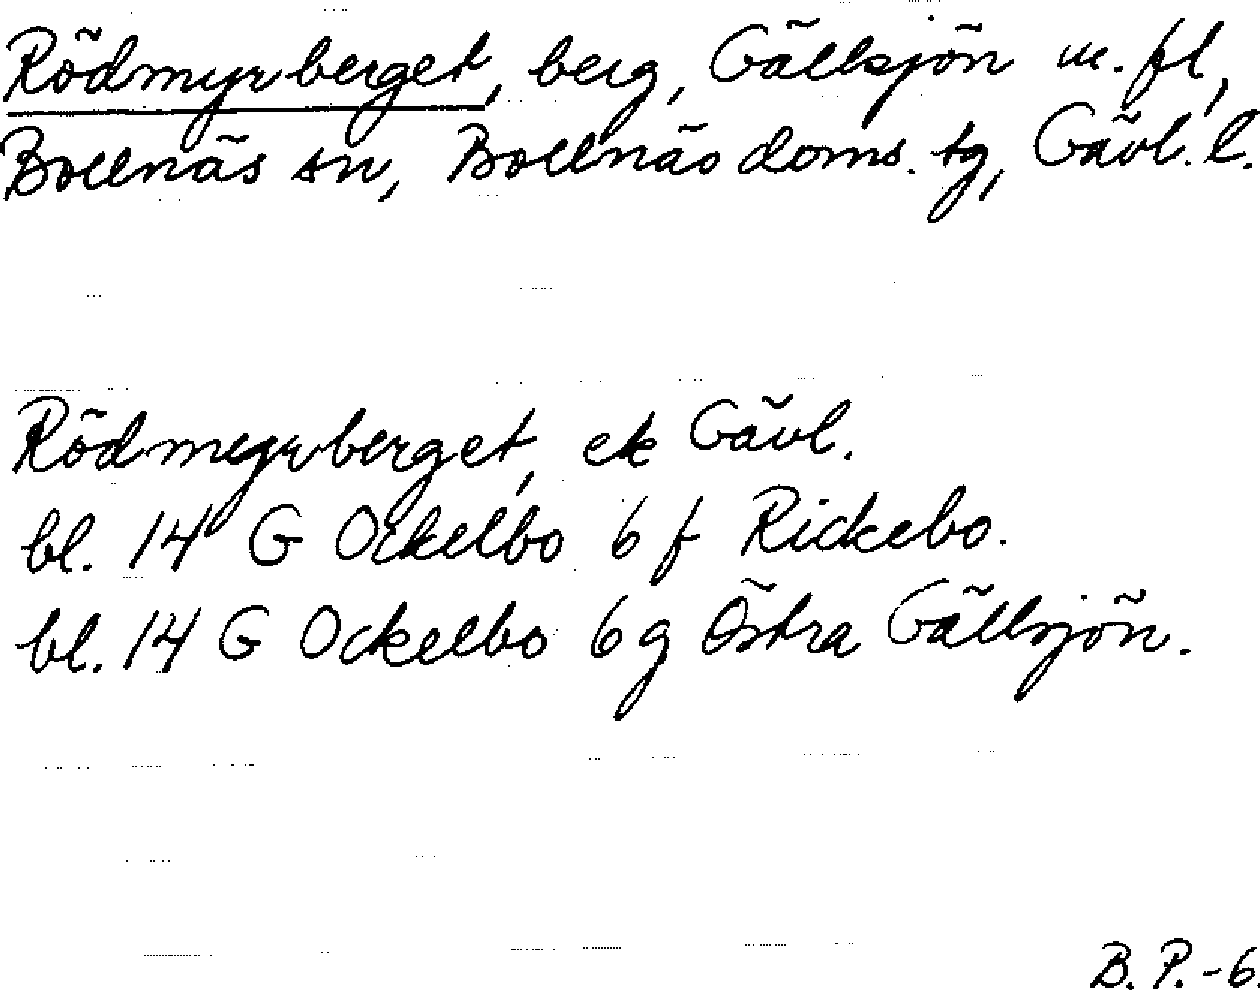 Rödmyrberget, berg, Gällsjön m. fl,
Bollnäs sn, Bollnäs doms. tg, Gävl. l.
Rödmyrberget, ek Gävl.
bl. 14 G Ockelbo 6 f Rickebo.
bl. 14 G Ockelbo 6 g Östra Gällsjön.
B. P. - 6